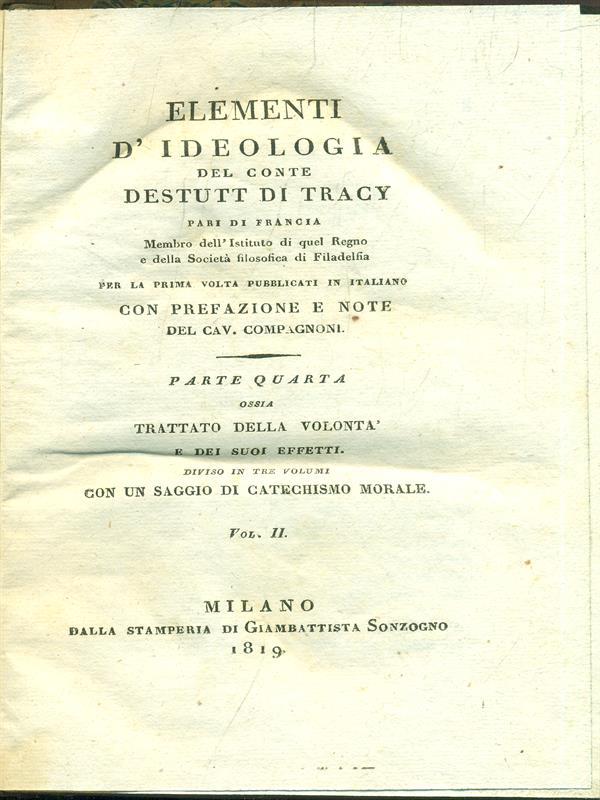 ELEMENTI
D' IDEOLOGIA
DEL CONTE
DESTUTT DI TRACY
PARI DI FRANCIA
Membro dell'Istituto di quel Regno
e della Società filosofica di Filadelfia
PER LA PRIMA VOLTA PUBBLICATI IN ITALIANO
CON PREFAZIONE E NOTE
DEL CAV. COMPAGNONI.
PARTE QUARTA
OSSIA
TRATTATO DELLA VOLONTA'
E DEI SUOI EFFETTI.
DIVISO IN TRE VOLUMI
CON UN SAGGIO DI CATECHISMO MORALE.
VOL. II.
MILANO
DALLA STAMPERIA DI GIAMBATTISTA SONZOGNO
1819.